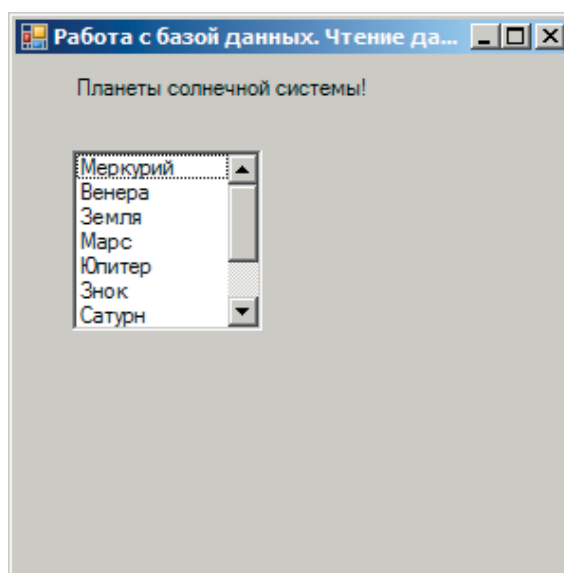 Работа с базой данных. Чтение да...
Планеты солнечной системы!
Меркурий
Венера
Земля
Марс
Юпитер
Знок
Сатурн